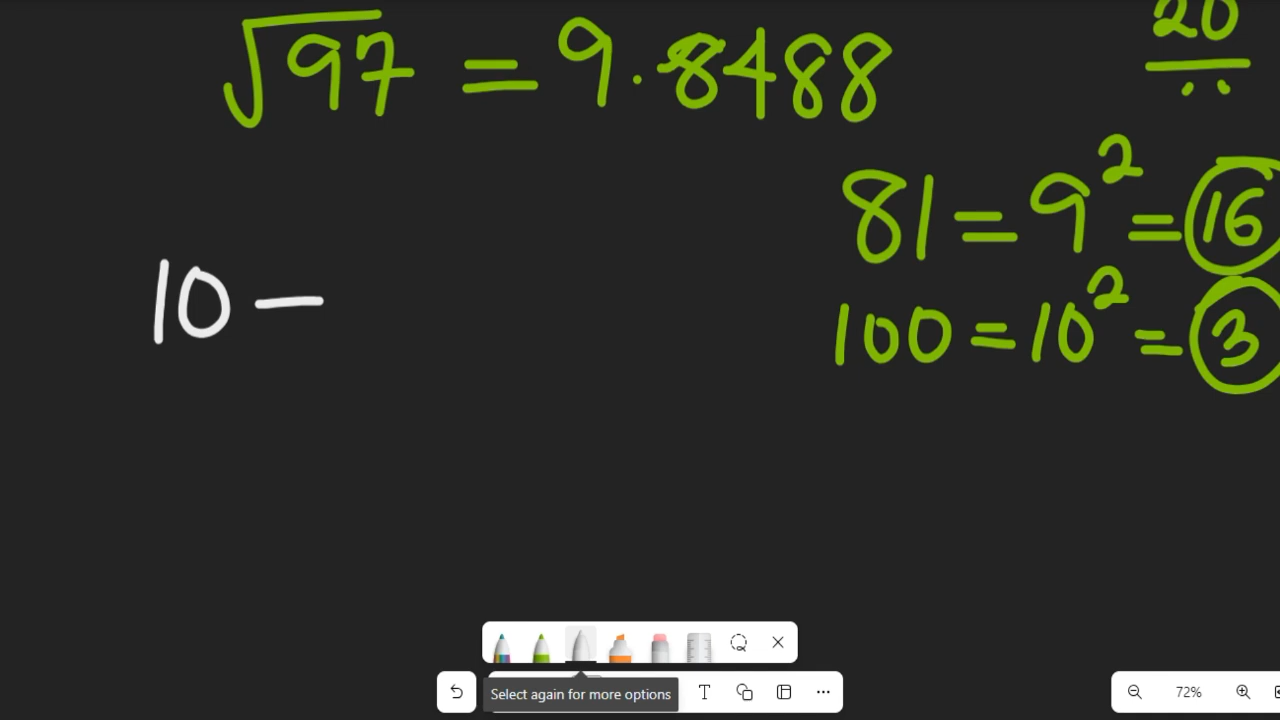 √97 = 9.8488
20
81 = 9² = 16
10 −
100 = 10² = 3
Select again for more options
T
72%